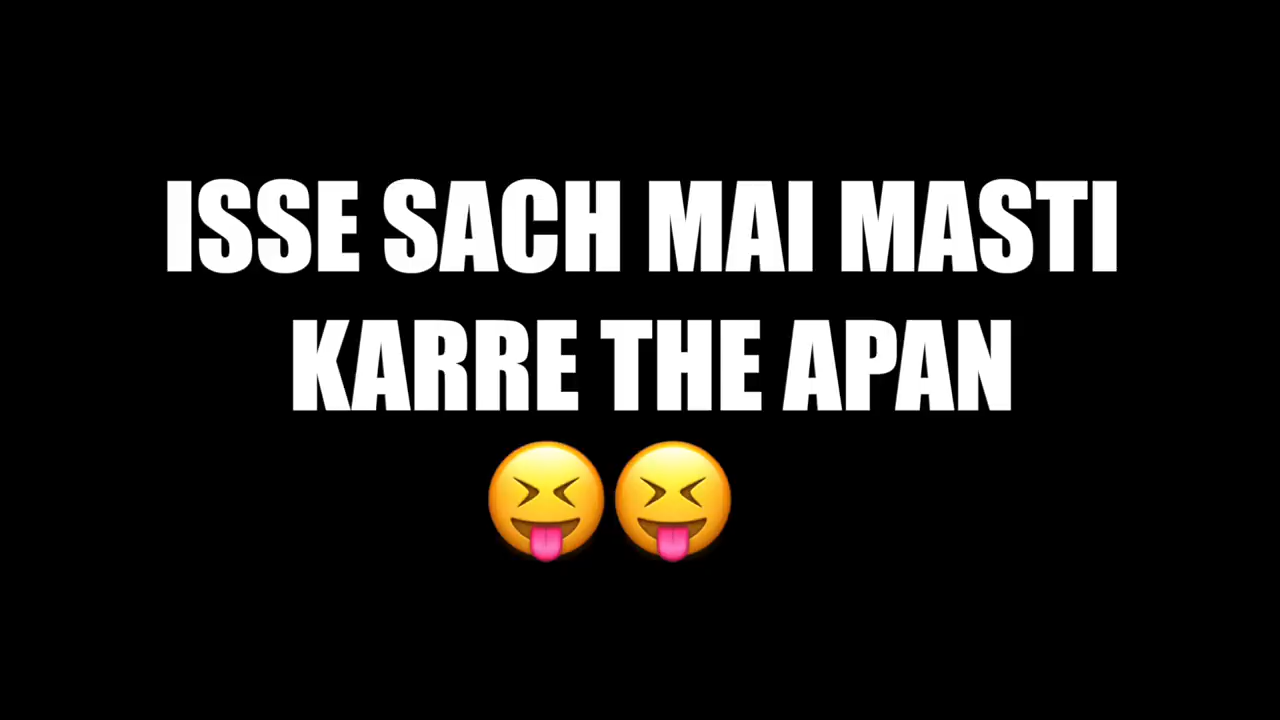 ISSE SACH MAI MASTI
KARRE THE APAN
😝😝